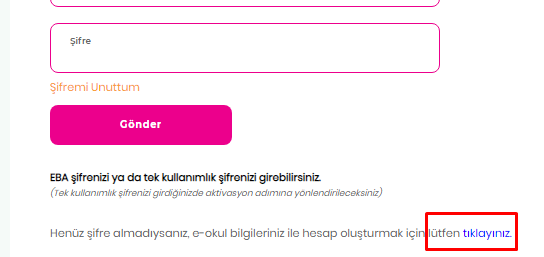 Şifre
Şifremi Unuttum
Gönder
EBA şifrenizi ya da tek kullanımlık şifrenizi girebilirsiniz.
(Tek kullanımlık şifrenizi girdiğinizde aktivasyon adımına yönlendirileceksiniz)
Henüz şifre almadıysanız, e-okul bilgileriniz ile hesap oluşturmak için lütfen tıklayınız.